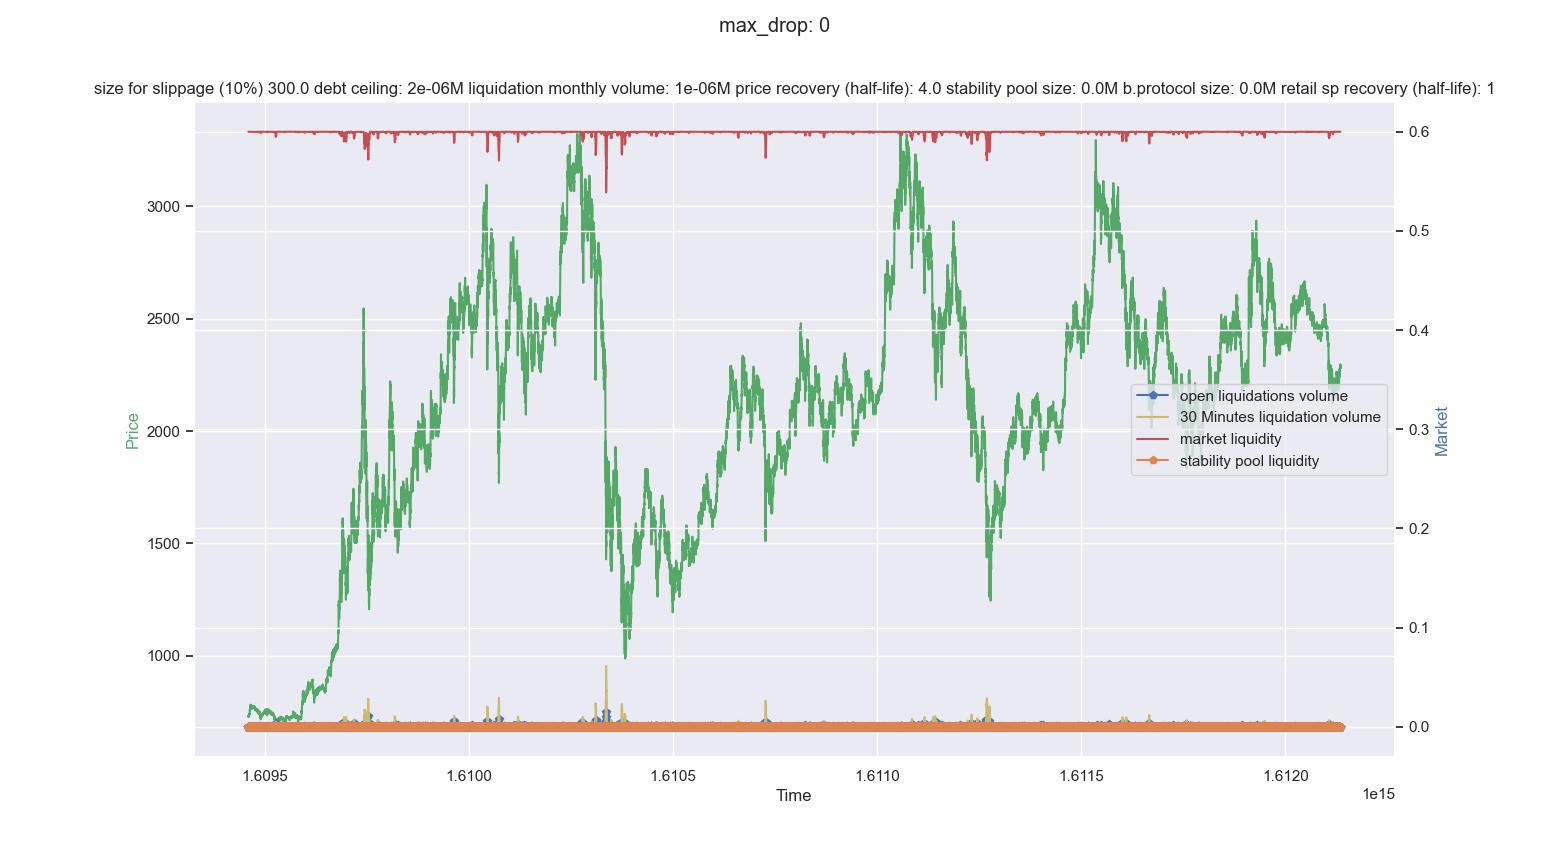 max_drop: 0
size for slippage (10%) 300.0 debt ceiling: 2e-06M liquidation monthly volume: 1e-06M price recovery (half-life): 4.0 stability pool size: 0.0M b.protocol size: 0.0M retail sp recovery (half-life): 1
3000
2500
2000
1500
1000
Price
0.6
0.5
0.4
0.3
0.2
0.1
0.0
Market
open liquidations volume
30 Minutes liquidation volume
market liquidity
stability pool liquidity
1.6095 1.6100 1.6105 1.6110 1.6115 1.6120
Time
1e15